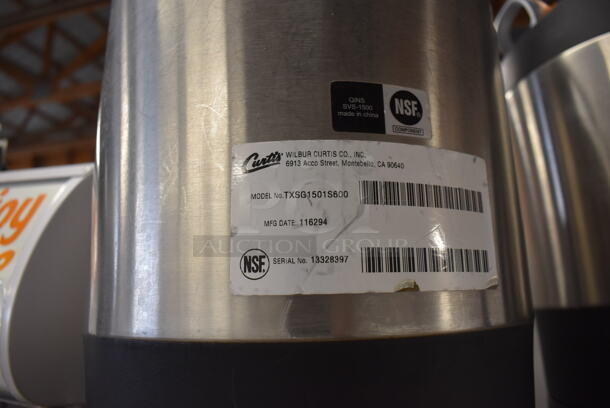 QINS
SVS-1500
made in china
NSF®
COMPONENT
Curtis
WILBUR CURTIS CO., INC.
6913 Acco Street, Montebello, CA 90640
MODEL No. TXSG1501S600
MFG DATE: 116294
AUCTION GROUP
NSF®
SERIAL No. 13328397